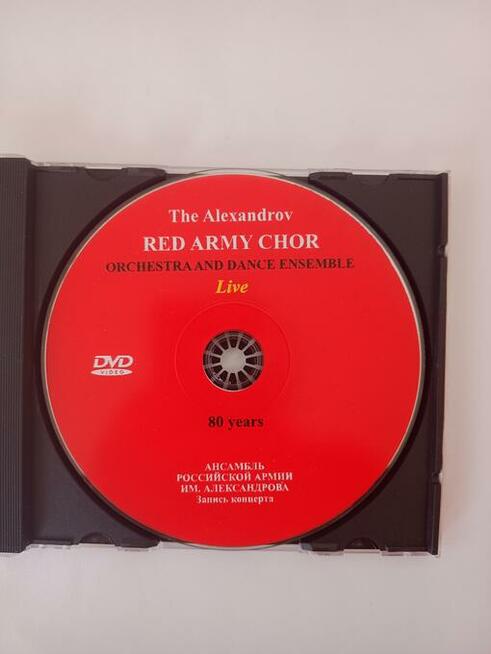 The Alexandrov
RED ARMY CHOR
ORCHESTRA AND DANCE ENSEMBLE
Live
DVD
VIDEO
80 years
АНСАМБЛЬ
РОССИЙСКОЙ АРМИИ
ИМ. АЛЕКСАНДРОВА
Запись концерта